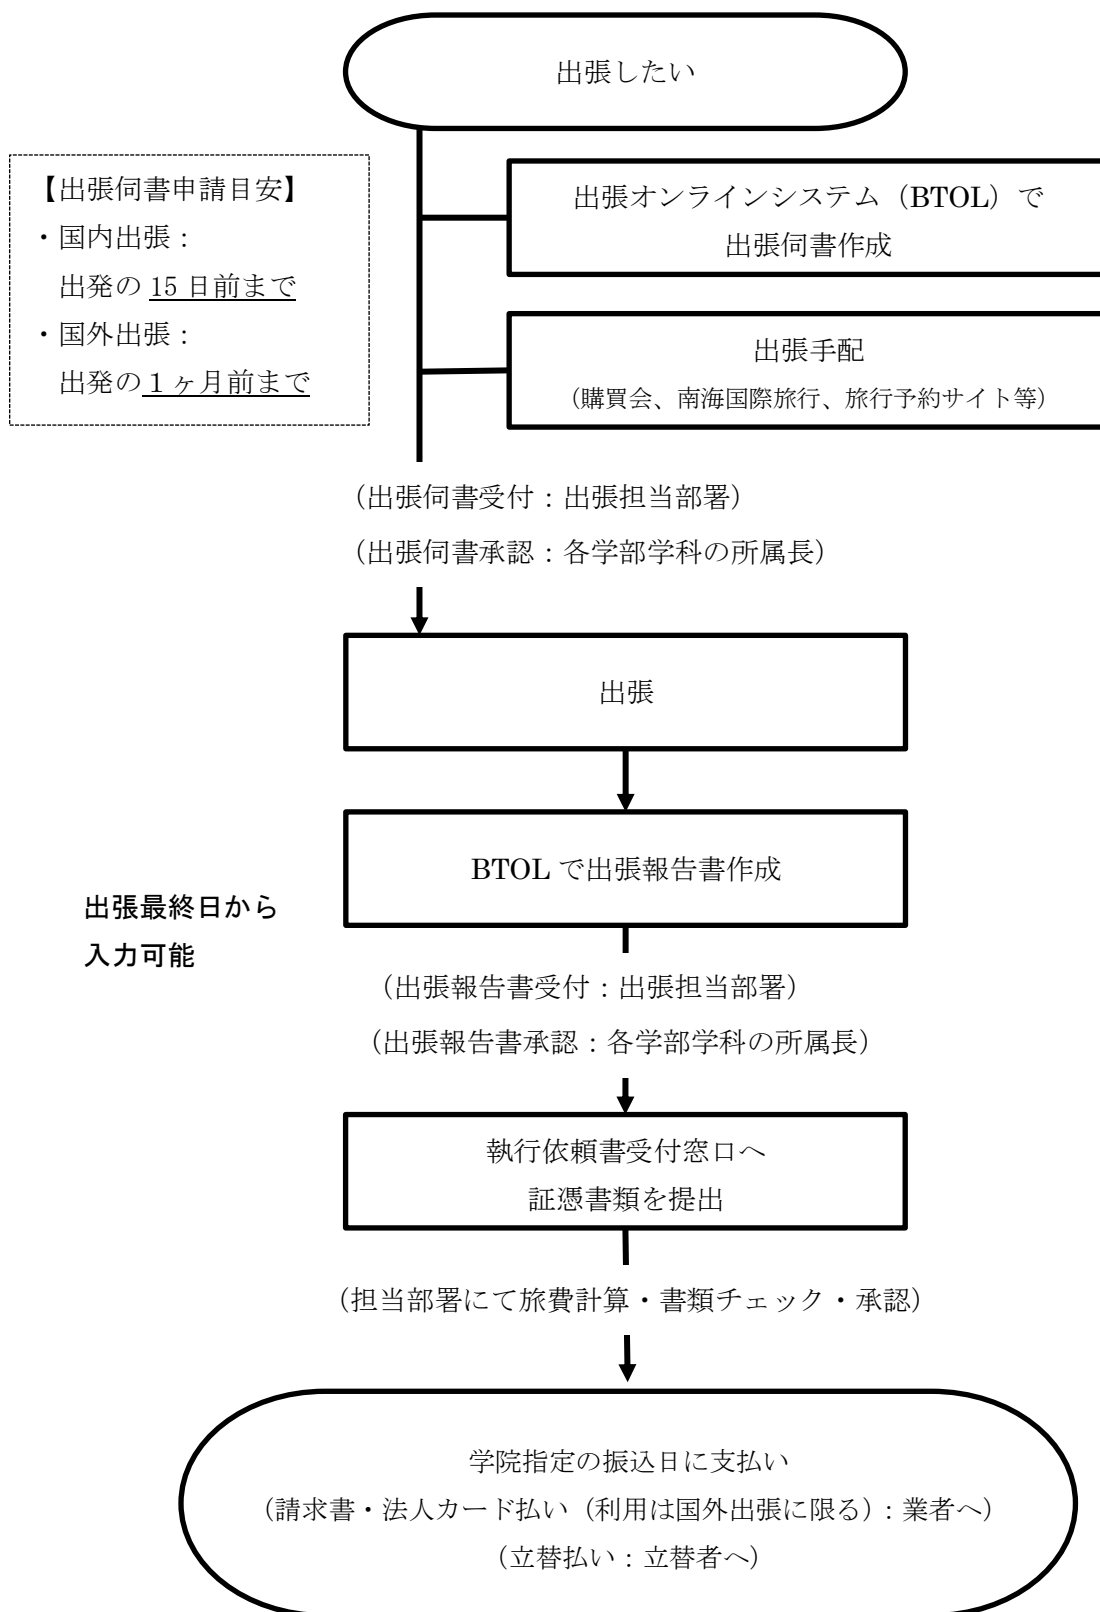 出張したい
【出張伺書申請目安】
・国内出張：
出発の 15 日前まで
・国外出張：
出発の 1 ヶ月前まで
出張オンラインシステム（BTOL）で
出張伺書作成
出張手配
（購買会、南海国際旅行、旅行予約サイト等）
（出張伺書受付：出張担当部署）
（出張伺書承認：各学部学科の所属長）
出張
BTOL で出張報告書作成
出張最終日から
入力可能
（出張報告書受付：出張担当部署）
（出張報告書承認：各学部学科の所属長）
執行依頼書受付窓口へ
証憑書類を提出
（担当部署にて旅費計算・書類チェック・承認）
学院指定の振込日に支払い
（請求書・法人カード払い（利用は国外出張に限る）：業者へ）
（立替払い：立替者へ）